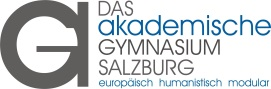 DAS
akademische
GYMNASIUM
SALZBURG
europäisch humanistisch modular